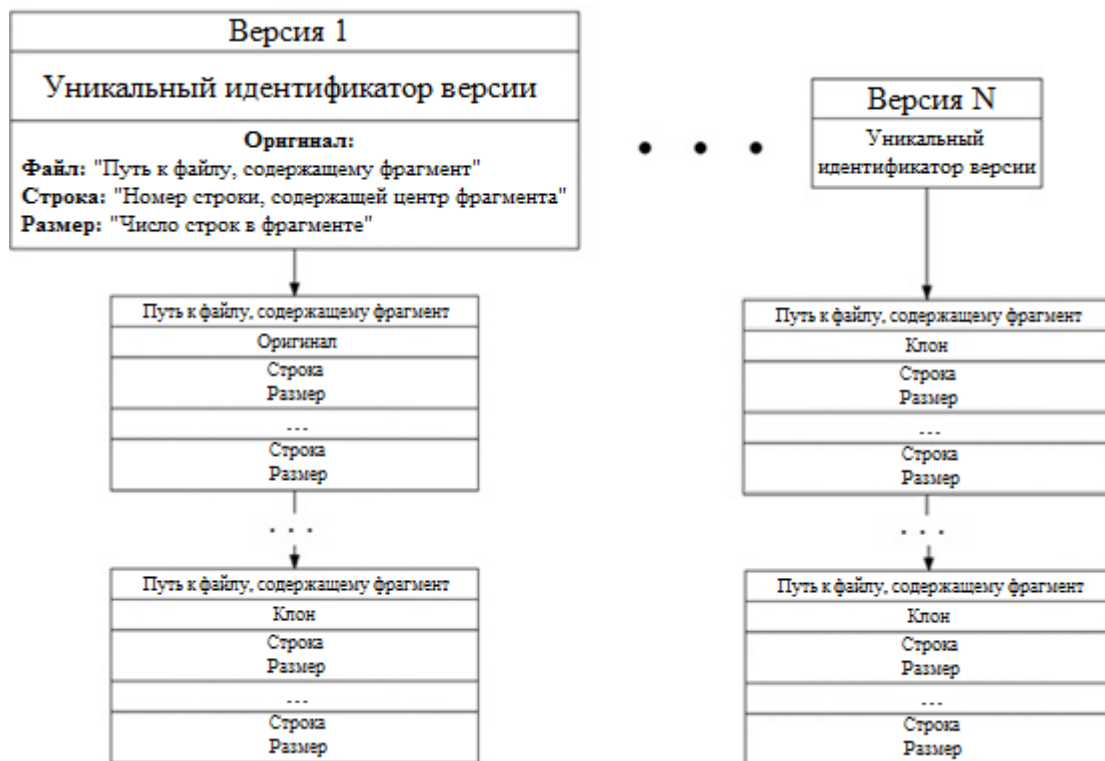 Версия 1
Уникальный идентификатор версии
Оригинал:
Файл: "Путь к файлу, содержащему фрагмент"
Строка: "Номер строки, содержащей центр фрагмента"
Размер: "Число строк в фрагменте"
Путь к файлу, содержащему фрагмент
Оригинал
Строка
Размер
...
Строка
Размер
. . .
Путь к файлу, содержащему фрагмент
Клон
Строка
Размер
...
Строка
Размер
• • •
Версия N
Уникальный
идентификатор версии
Путь к файлу, содержащему фрагмент
Клон
Строка
Размер
...
Строка
Размер
. . .
Путь к файлу, содержащему фрагмент
Клон
Строка
Размер
...
Строка
Размер